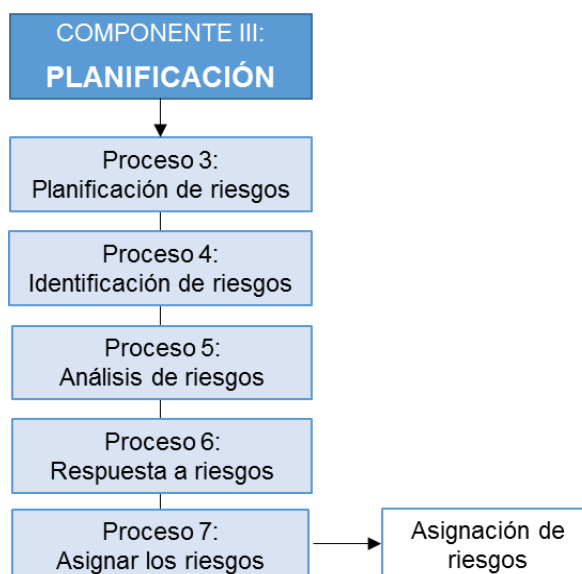 COMPONENTE III:
PLANIFICACIÓN
Proceso 3:
Planificación de riesgos
Proceso 4:
Identificación de riesgos
Proceso 5:
Análisis de riesgos
Proceso 6:
Respuesta a riesgos
Proceso 7:
Asignar los riesgos
Asignación de
riesgos